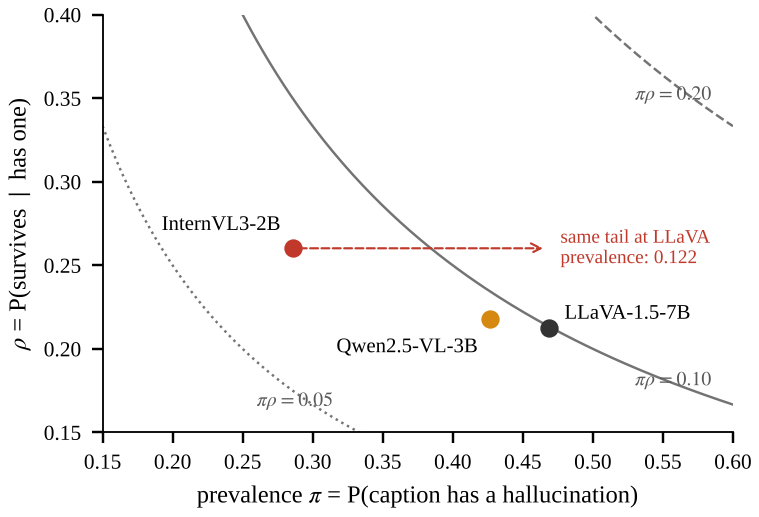 0.40
0.35
0.30
0.25
0.20
0.15
ρ = P(survives | has one)
πρ = 0.20
InternVL3-2B
same tail at LLaVA
prevalence: 0.122
LLaVA-1.5-7B
Qwen2.5-VL-3B
πρ = 0.10
πρ = 0.05
0.15 0.20 0.25 0.30 0.35 0.40 0.45 0.50 0.55 0.60
prevalence π = P(caption has a hallucination)